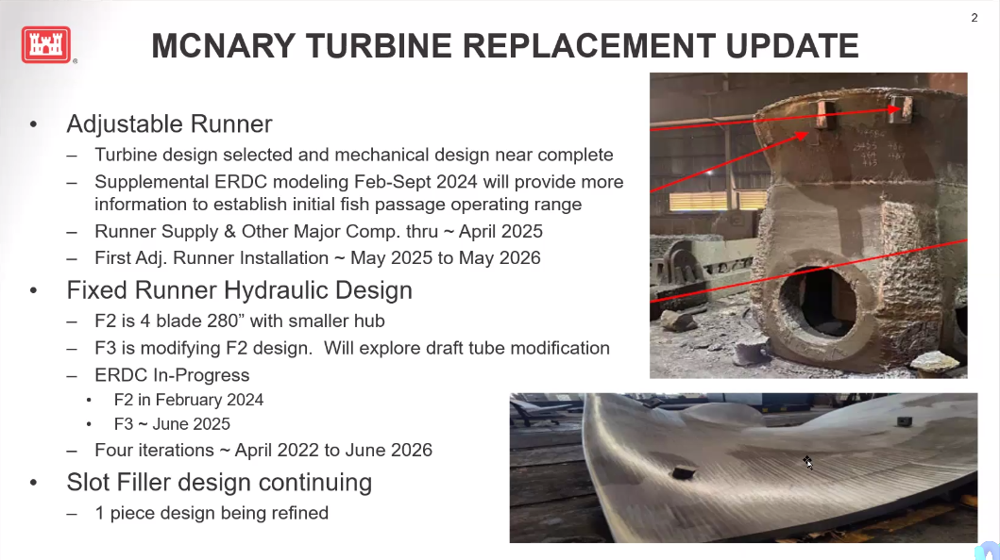 2
MCNARY TURBINE REPLACEMENT UPDATE
• Adjustable Runner
– Turbine design selected and mechanical design near complete
– Supplemental ERDC modeling Feb-Sept 2024 will provide more
information to establish initial fish passage operating range
– Runner Supply & Other Major Comp. thru ~ April 2025
– First Adj. Runner Installation ~ May 2025 to May 2026
• Fixed Runner Hydraulic Design
– F2 is 4 blade 280” with smaller hub
– F3 is modifying F2 design.  Will explore draft tube modification
– ERDC In-Progress
• F2 in February 2024
• F3 ~ June 2025
– Four iterations ~ April 2022 to June 2026
• Slot Filler design continuing
– 1 piece design being refined